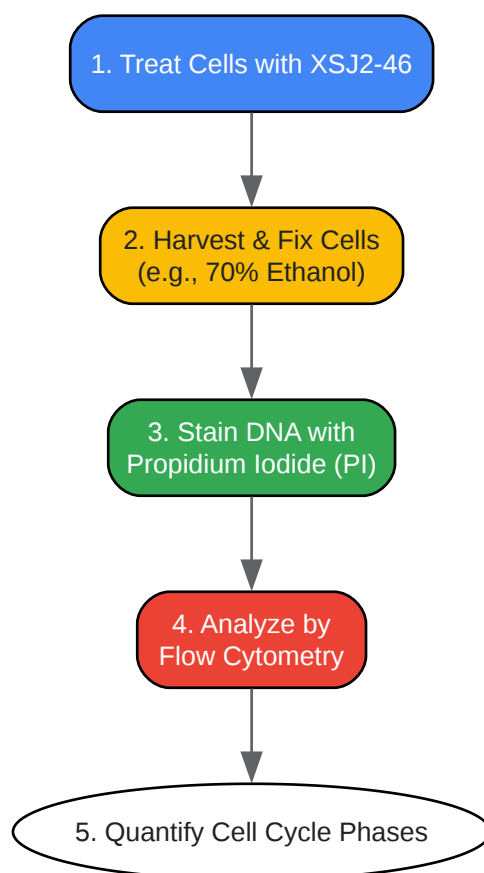 1. Treat Cells with XSJ2-46
2. Harvest & Fix Cells
(e.g., 70% Ethanol)
3. Stain DNA with
Propidium Iodide (PI)
4. Analyze by
Flow Cytometry
5. Quantify Cell Cycle Phases